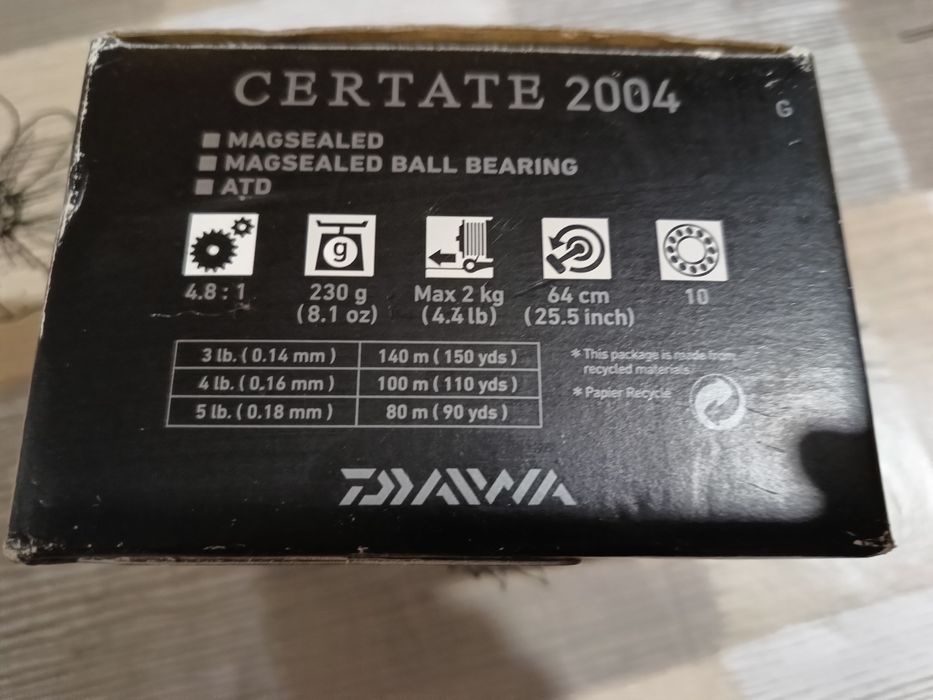 CERTATE 2004
G
■ MAGSEALED
■ MAGSEALED BALL BEARING
■ ATD
g
4.8 : 1
230 g
(8.1 oz)
Max 2 kg
(4.4 lb)
64 cm
(25.5 inch)
10
3 lb. ( 0.14 mm ) 140 m ( 150 yds )
4 lb. ( 0.16 mm ) 100 m ( 110 yds )
5 lb. ( 0.18 mm ) 80 m ( 90 yds )
* This package is made from
recycled materials.
* Papier Recyclé
DAIWA